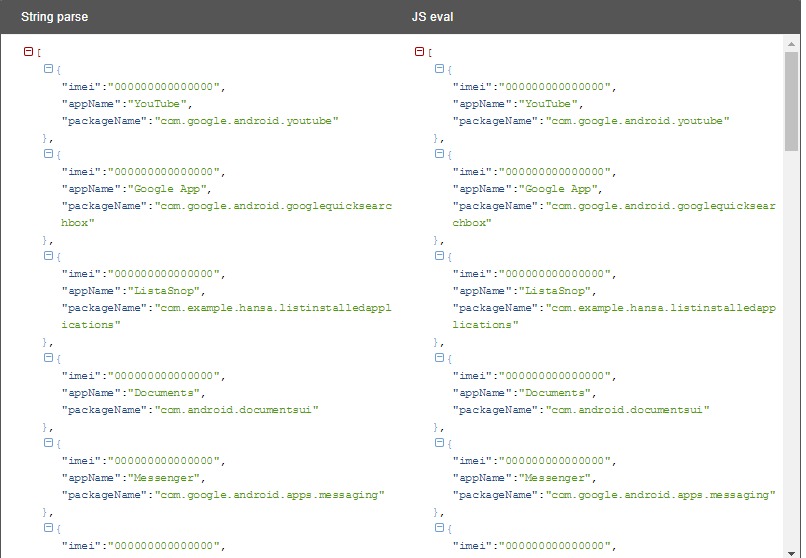 String parse
[
{
"imei":"000000000000000",
"appName":"YouTube",
"packageName":"com.google.android.youtube"
},
{
"imei":"000000000000000",
"appName":"Google App",
"packageName":"com.google.android.googlequicksearc
hbox"
},
{
"imei":"000000000000000",
"appName":"ListaSnop",
"packageName":"com.example.hansa.listinstalledappl
ications"
},
{
"imei":"000000000000000",
"appName":"Documents",
"packageName":"com.android.documentsui"
},
{
"imei":"000000000000000",
"appName":"Messenger",
"packageName":"com.google.android.apps.messaging"
},
{
"imei":"000000000000000",
JS eval
[
{
"imei":"000000000000000",
"appName":"YouTube",
"packageName":"com.google.android.youtube"
},
{
"imei":"000000000000000",
"appName":"Google App",
"packageName":"com.google.android.googlequicksear
chbox"
},
{
"imei":"000000000000000",
"appName":"ListaSnop",
"packageName":"com.example.hansa.listinstalledapp
lications"
},
{
"imei":"000000000000000",
"appName":"Documents",
"packageName":"com.android.documentsui"
},
{
"imei":"000000000000000",
"appName":"Messenger",
"packageName":"com.google.android.apps.messaging"
},
{
"imei":"000000000000000",